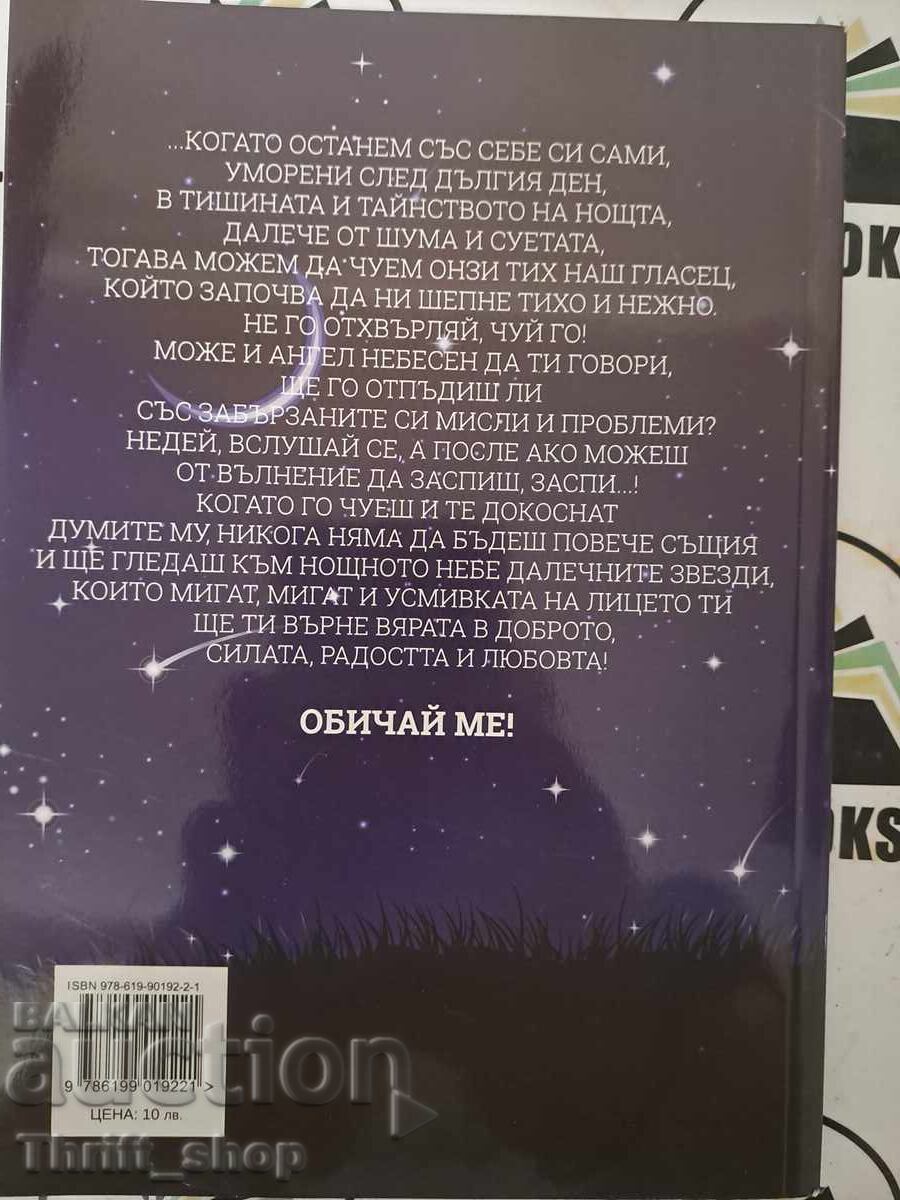 ...КОГАТО ОСТАНЕМ СЪС СЕБЕ СИ САМИ,
УМОРЕНИ СЛЕД ДЪЛГИЯ ДЕН,
В ТИШИНАТА И ТАЙНСТВОТО НА НОЩТА,
ДАЛЕЧЕ ОТ ШУМА И СУЕТАТА,
ТОГАВА МОЖЕМ ДА ЧУЕМ ОНЗИ ТИХ НАШ ГЛАСЕЦ,
КОЙТО ЗАПОЧВА ДА НИ ШЕПНЕ ТИХО И НЕЖНО.
НЕ ГО ОТХВЪРЛЯЙ, ЧУЙ ГО!
МОЖЕ И АНГЕЛ НЕБЕСЕН ДА ТИ ГОВОРИ,
ЩЕ ГО ОТПЪДИШ ЛИ
СЪС ЗАБЪРЗАНИТЕ СИ МИСЛИ И ПРОБЛЕМИ?
НЕДЕЙ, ВСЛУШАЙ СЕ, А ПОСЛЕ АКО МОЖЕШ
ОТ ВЪЛНЕНИЕ ДА ЗАСПИШ, ЗАСПИ...!
КОГАТО ГО ЧУЕШ И ТЕ ДОКОСНАТ
ДУМИТЕ МУ, НИКОГА НЯМА ДА БЪДЕШ ПОВЕЧЕ СЪЩИЯ
И ЩЕ ГЛЕДАШ КЪМ НОЩНОТО НЕБЕ ДАЛЕЧНИТЕ ЗВЕЗДИ,
КОИТО МИГАТ, МИГАТ И УСМИВКАТА НА ЛИЦЕТО ТИ
ЩЕ ТИ ВЪРНЕ ВЯРАТА В ДОБРОТО,
СИЛАТА, РАДОСТТА И ЛЮБОВТА!
ОБИЧАЙ МЕ!
OKS
OKS
ISBN 978-619-90192-2-1
9 786199 019221 >
ЦЕНА: 10 лв.
BALKAN
auction
Thrift_shop